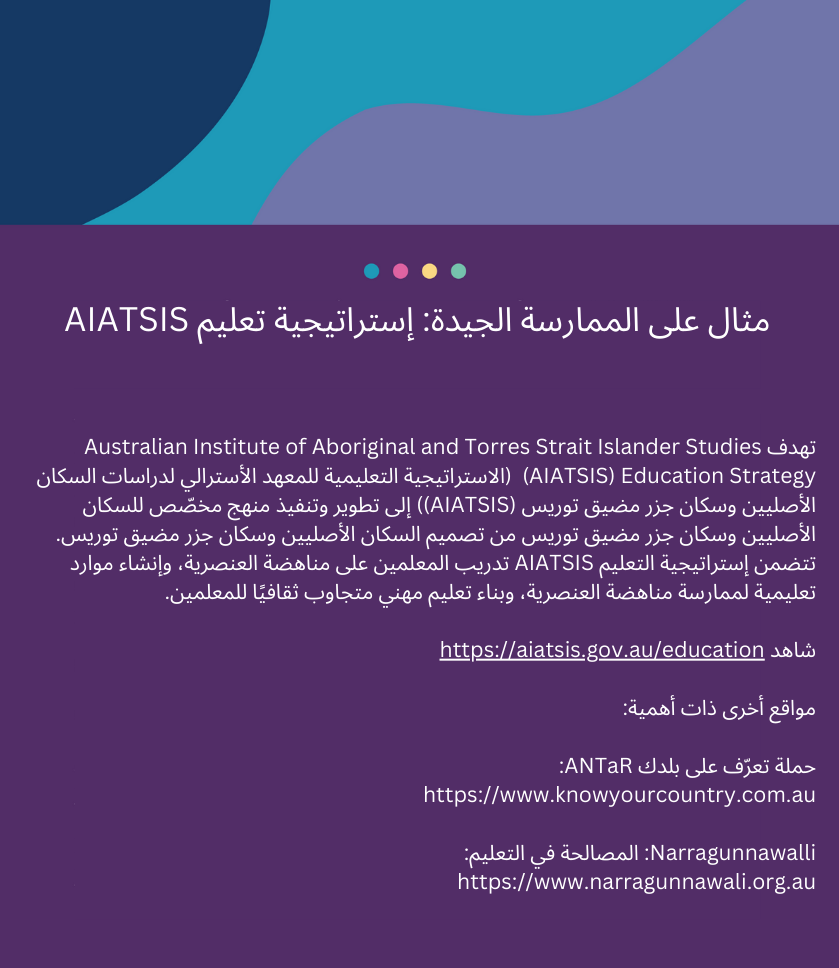 مثال على الممارسة الجيدة: إستراتيجية تعليم AIATSIS
تهدف Australian Institute of Aboriginal and Torres Strait Islander Studies
(AIATSIS) Education Strategy (الاستراتيجية التعليمية للمعهد الأسترالي لدراسات السكان
الأصليين وسكان جزر مضيق توريس (AIATSIS)) إلى تطوير وتنفيذ منهج مخصّص للسكان
الأصليين وسكان جزر مضيق توريس من تصميم السكان الأصليين وسكان جزر مضيق توريس.
تتضمن إستراتيجية التعليم AIATSIS تدريب المعلمين على مناهضة العنصرية، وإنشاء موارد
تعليمية لممارسة مناهضة العنصرية، وبناء تعليم مهني متجاوب ثقافيًا للمعلمين.
شاهد https://aiatsis.gov.au/education
مواقع أخرى ذات أهمية:
حملة تعرّف على بلدك ANTaR:
https://www.knowyourcountry.com.au
Narragunnawalli: المصالحة في التعليم:
https://www.narragunnawali.org.au